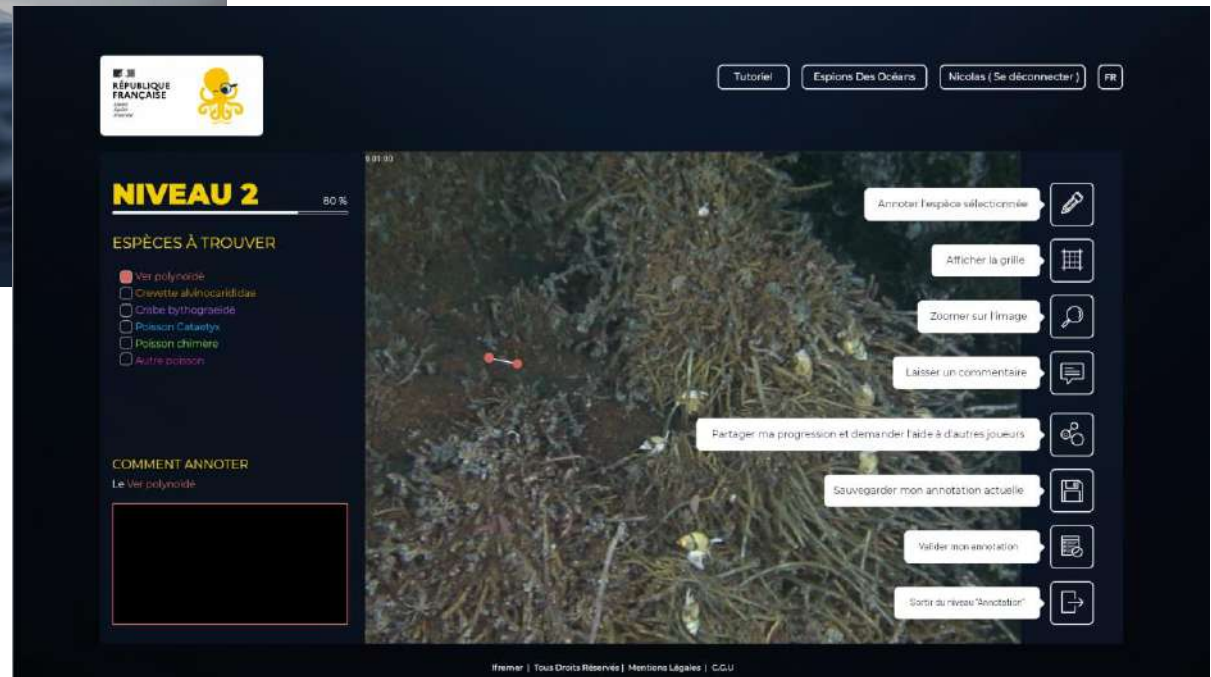 RÉPUBLIQUE
FRANÇAISE
Tutoriel
Espions Des Océans
Nicolas ( Se déconnecter )
FR
NIVEAU 2
80 %
ESPÈCES À TROUVER
Ver polynoïdé
Crevette alvinocarididae
Crabe bythograeidé
Poisson Cataetyx
Poisson chimère
Autre poisson
COMMENT ANNOTER
Le Ver polynoïdé
Annoter l'espèce sélectionnée
Afficher la grille
Zoomer sur l'image
Laisser un commentaire
Partager ma progression et demander l'aide à d'autres joueurs
Sauvegarder mon annotation actuelle
Valider mon annotation
Sortir du niveau "Annotation"
Ifremer | Tous Droits Réservés | Mentions Légales | C.G.U